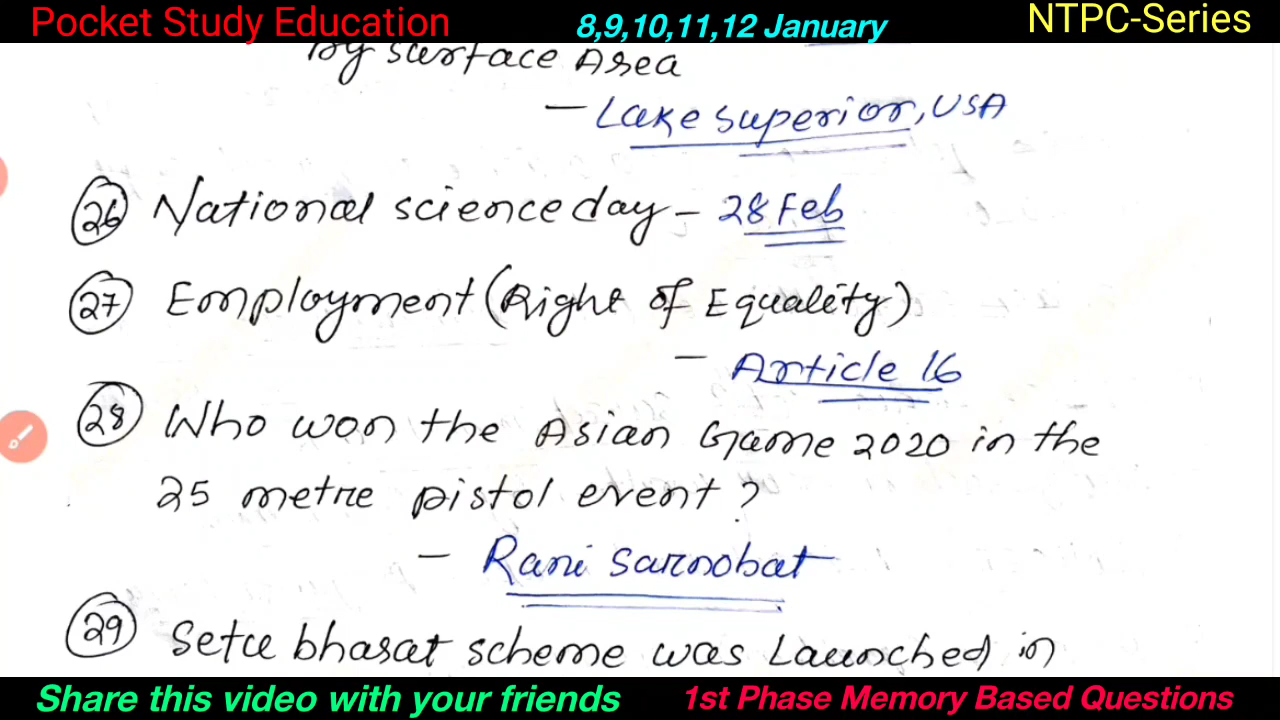 Pocket Study Education
8,9,10,11,12 January
NTPC-Series
by surface Area
— Lake superior, USA
26 National science day – 28 Feb
27 Employment (Right of Equality)
— Article 16
28 Who won the Asian Game 2020 in the
25 metre pistol event?
— Rani sarnobat
29 Setu bharat scheme was Launched in
Share this video with your friends
1st Phase Memory Based Questions